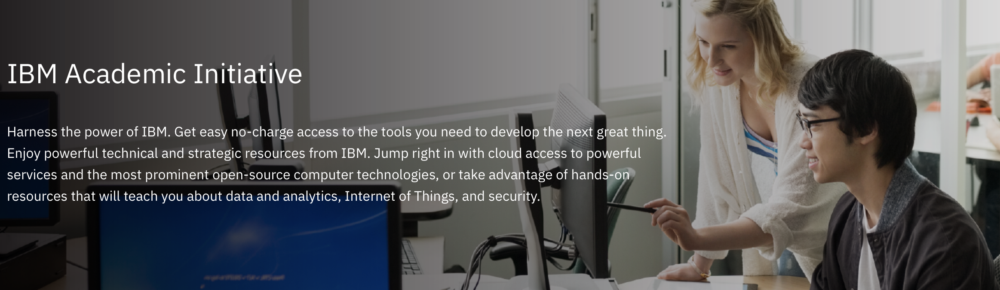 IBM Academic Initiative
Harness the power of IBM. Get easy no-charge access to the tools you need to develop the next great thing.
Enjoy powerful technical and strategic resources from IBM. Jump right in with cloud access to powerful
services and the most prominent open-source computer technologies, or take advantage of hands-on
resources that will teach you about data and analytics, Internet of Things, and security.